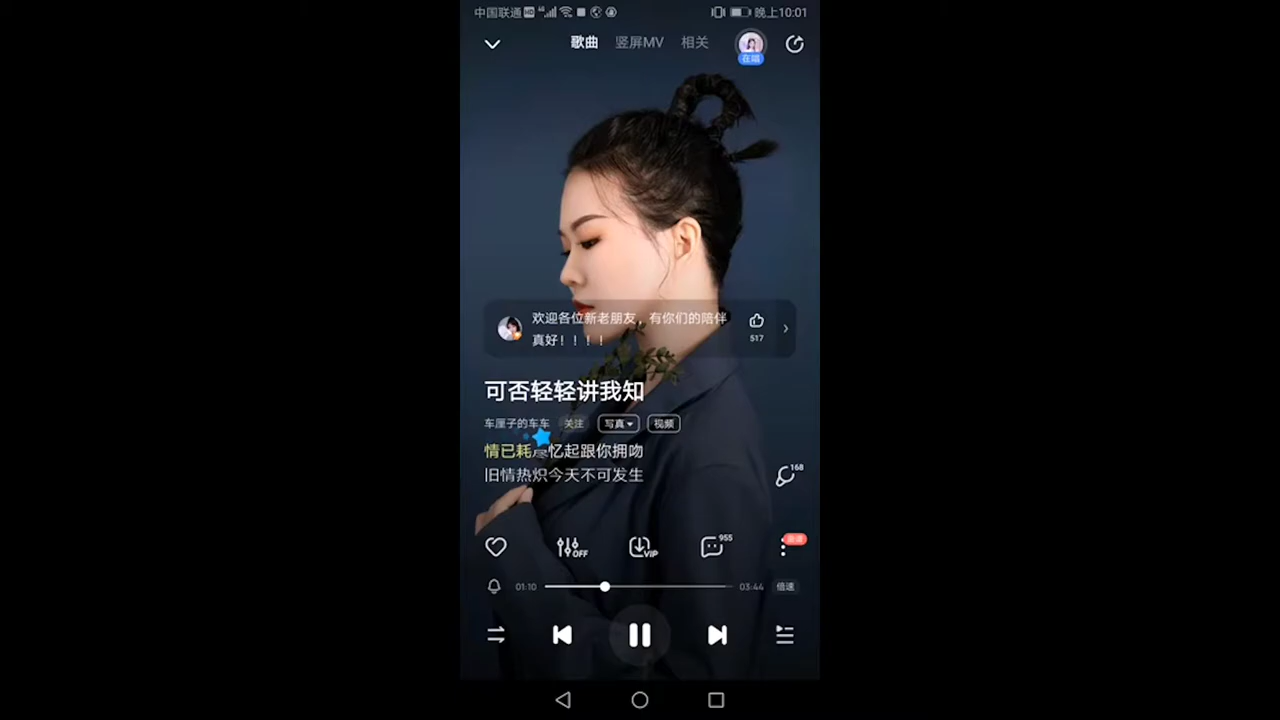 中国联通 HD 晚上10:01
歌曲 竖屏MV 相关
在唱
欢迎各位新老朋友，有你们的陪伴
真好！！！！
517
可否轻轻讲我知
车厘子的车车 关注 写真 视频
情已耗 忆起跟你拥吻
旧情热炽今天不可发生
168
OFF VIP 955
01:10 03:44 倍速